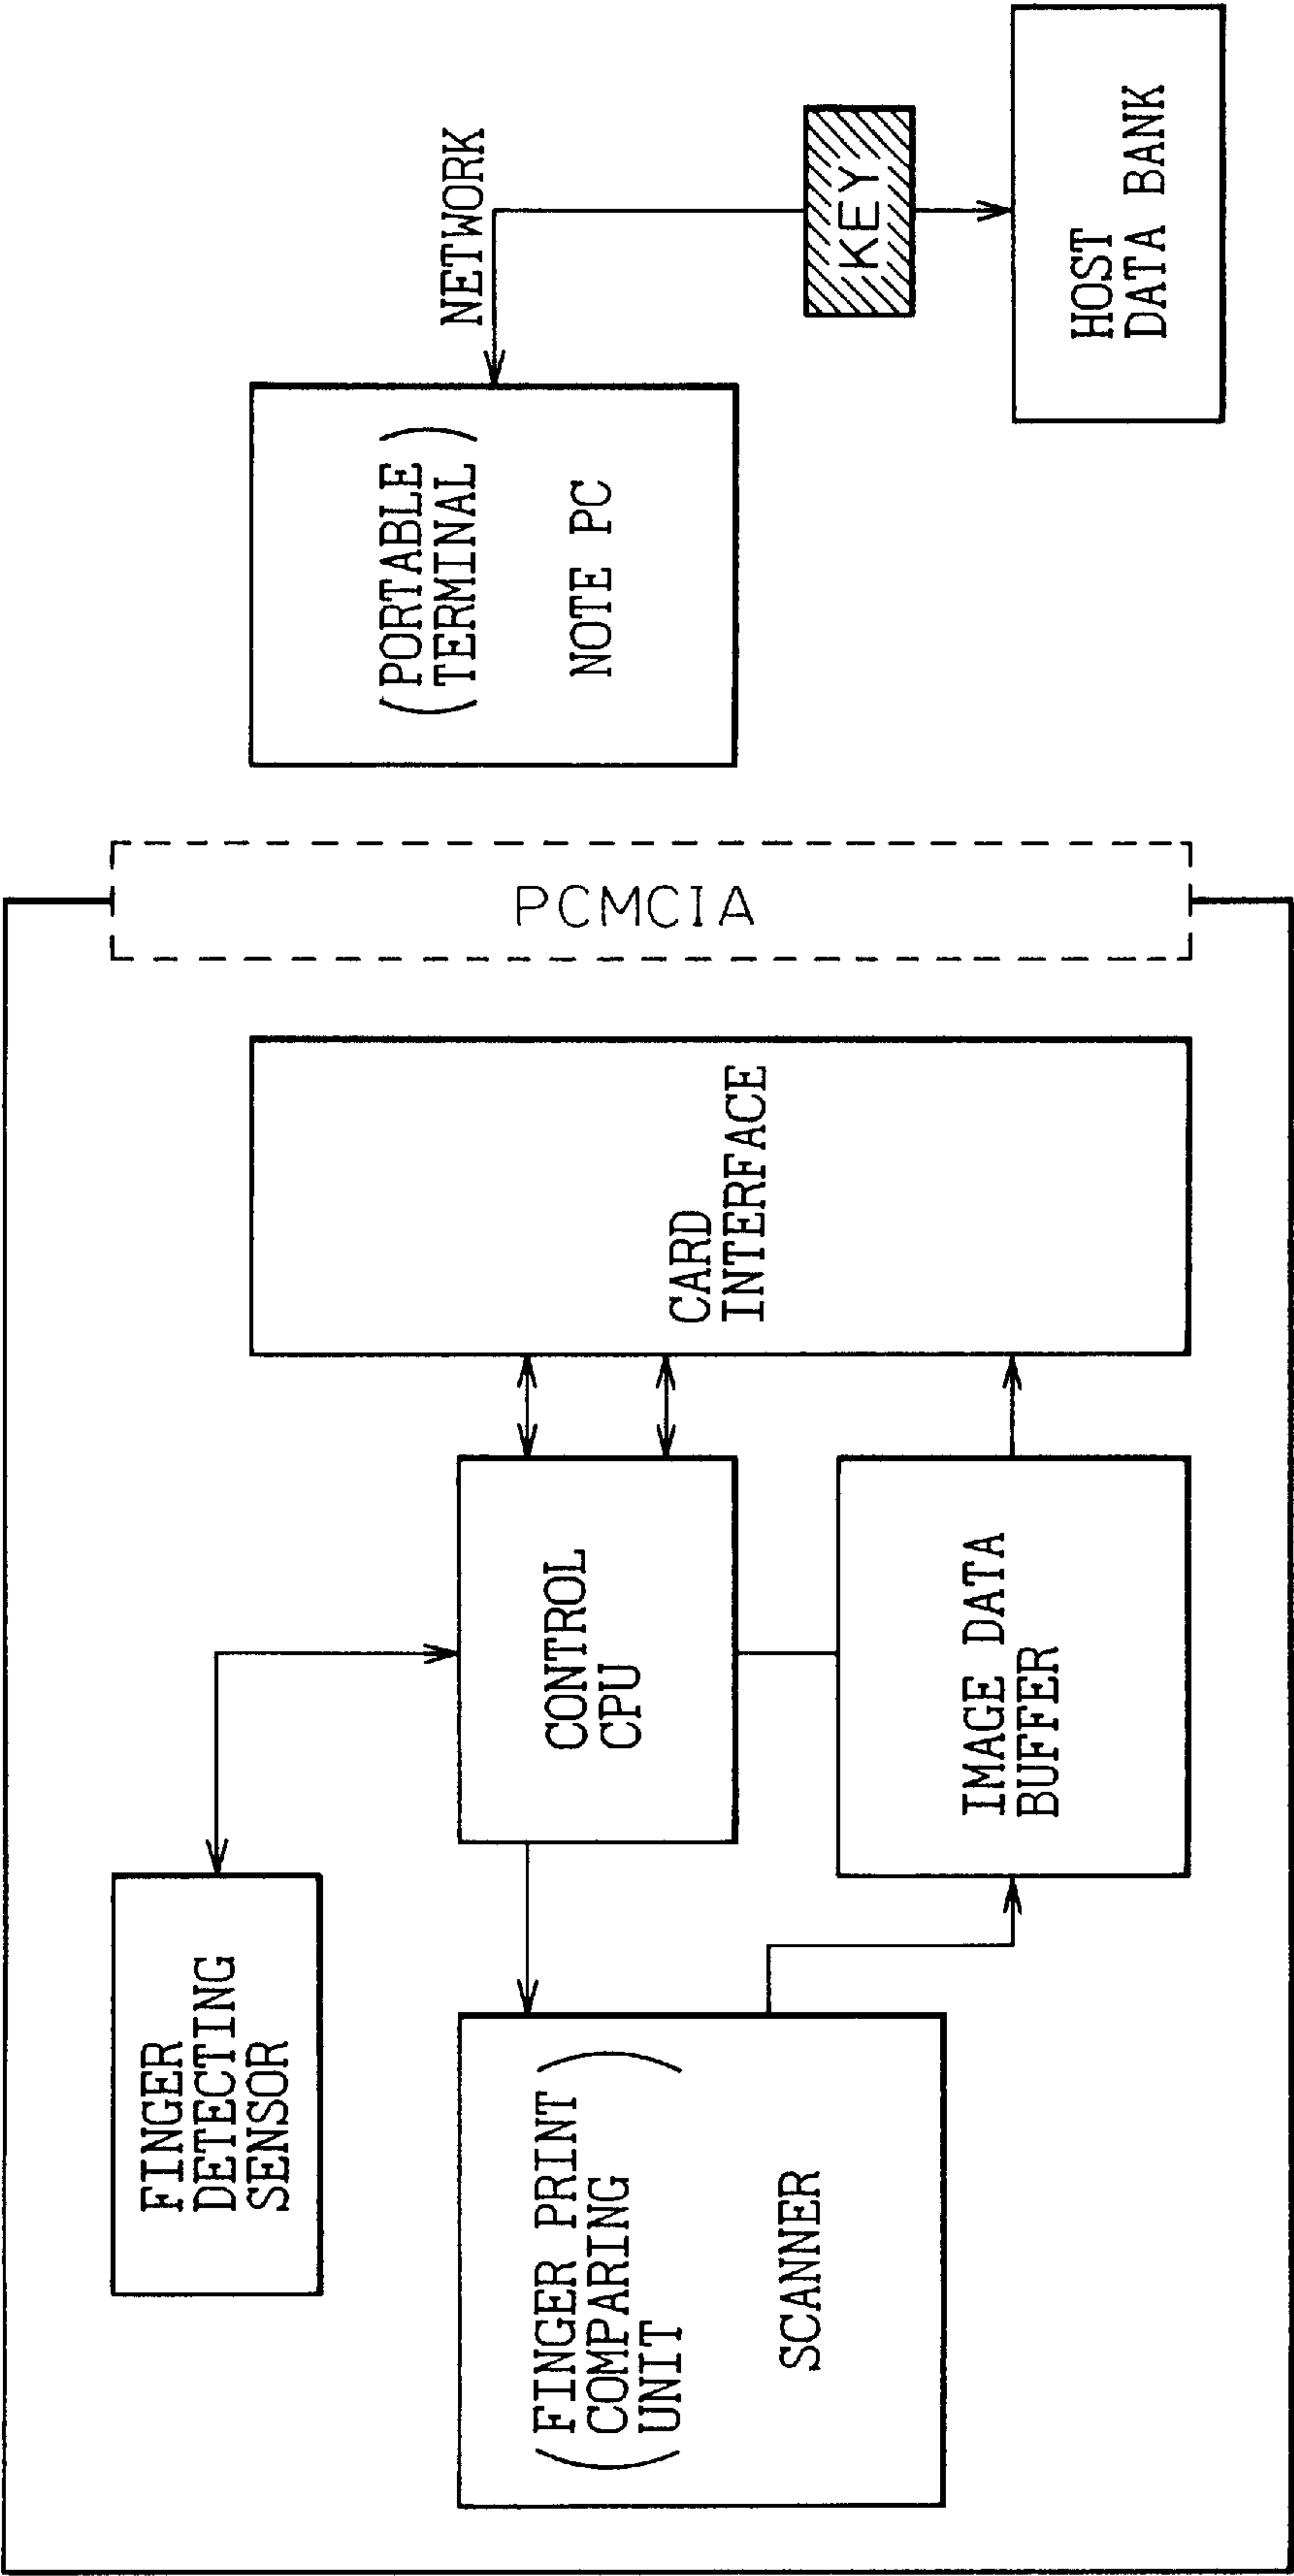 FINGER
DETECTING
SENSOR
(FINGER PRINT
COMPARING
UNIT)
SCANNER
CONTROL
CPU
IMAGE DATA
BUFFER
CARD
INTERFACE
PCMCIA
(PORTABLE
TERMINAL)
NOTE PC
NETWORK
KEY
HOST
DATA BANK